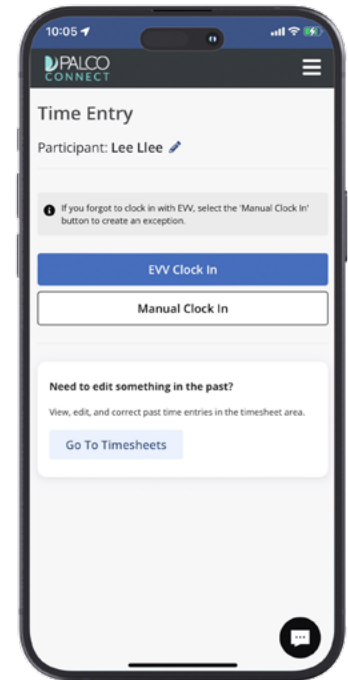 10:05
PALCO
CONNECT
Time Entry
Participant: Lee Llee
If you forgot to clock in with EVV, select the 'Manual Clock In'
button to create an exception.
EVV Clock In
Manual Clock In
Need to edit something in the past?
View, edit, and correct past time entries in the timesheet area.
Go To Timesheets